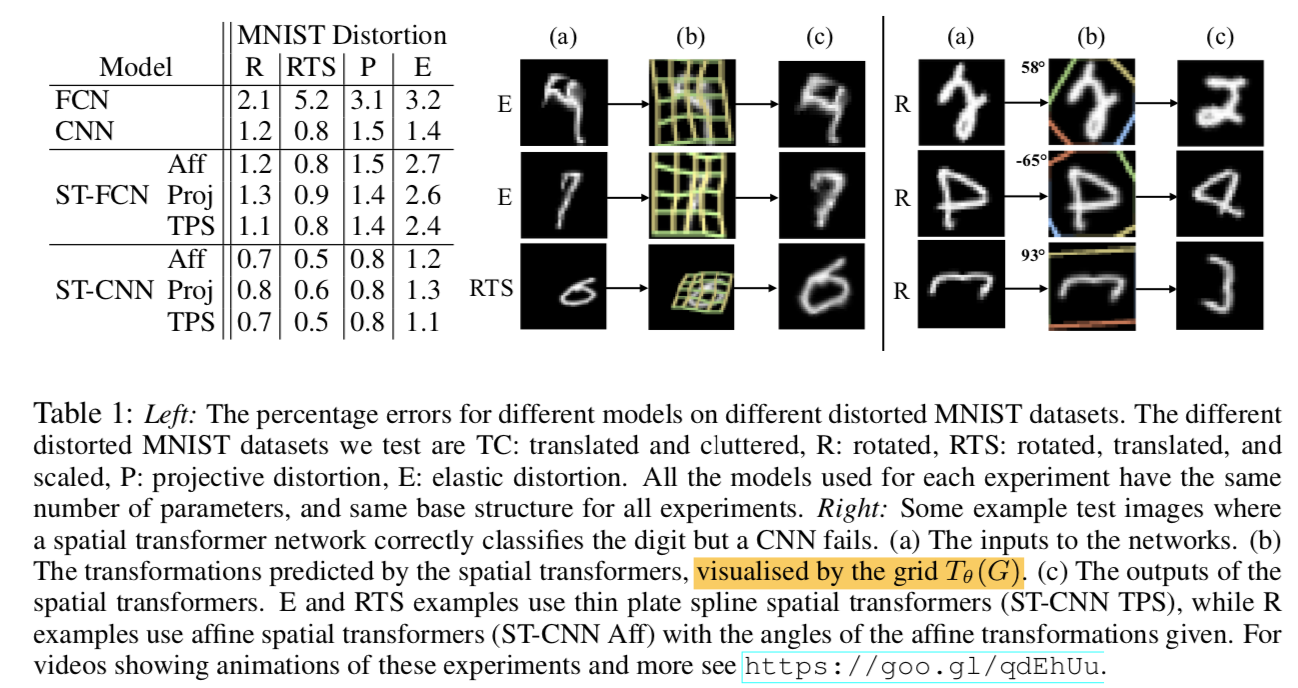 MNIST Distortion
Model R RTS P E
FCN 2.1 5.2 3.1 3.2
CNN 1.2 0.8 1.5 1.4
Aff 1.2 0.8 1.5 2.7
ST-FCN Proj 1.3 0.9 1.4 2.6
TPS 1.1 0.8 1.4 2.4
Aff 0.7 0.5 0.8 1.2
ST-CNN Proj 0.8 0.6 0.8 1.3
TPS 0.7 0.5 0.8 1.1
(a) (b) (c)
E
E
RTS
(a) (b) (c)
R 58°
R -65°
R 93°
Table 1: Left: The percentage errors for different models on different distorted MNIST datasets. The different
distorted MNIST datasets we test are TC: translated and cluttered, R: rotated, RTS: rotated, translated, and
scaled, P: projective distortion, E: elastic distortion. All the models used for each experiment have the same
number of parameters, and same base structure for all experiments. Right: Some example test images where
a spatial transformer network correctly classifies the digit but a CNN fails. (a) The inputs to the networks. (b)
The transformations predicted by the spatial transformers, visualised by the grid T_θ(G). (c) The outputs of the
spatial transformers. E and RTS examples use thin plate spline spatial transformers (ST-CNN TPS), while R
examples use affine spatial transformers (ST-CNN Aff) with the angles of the affine transformations given. For
videos showing animations of these experiments and more see https://goo.gl/qdEhUu.